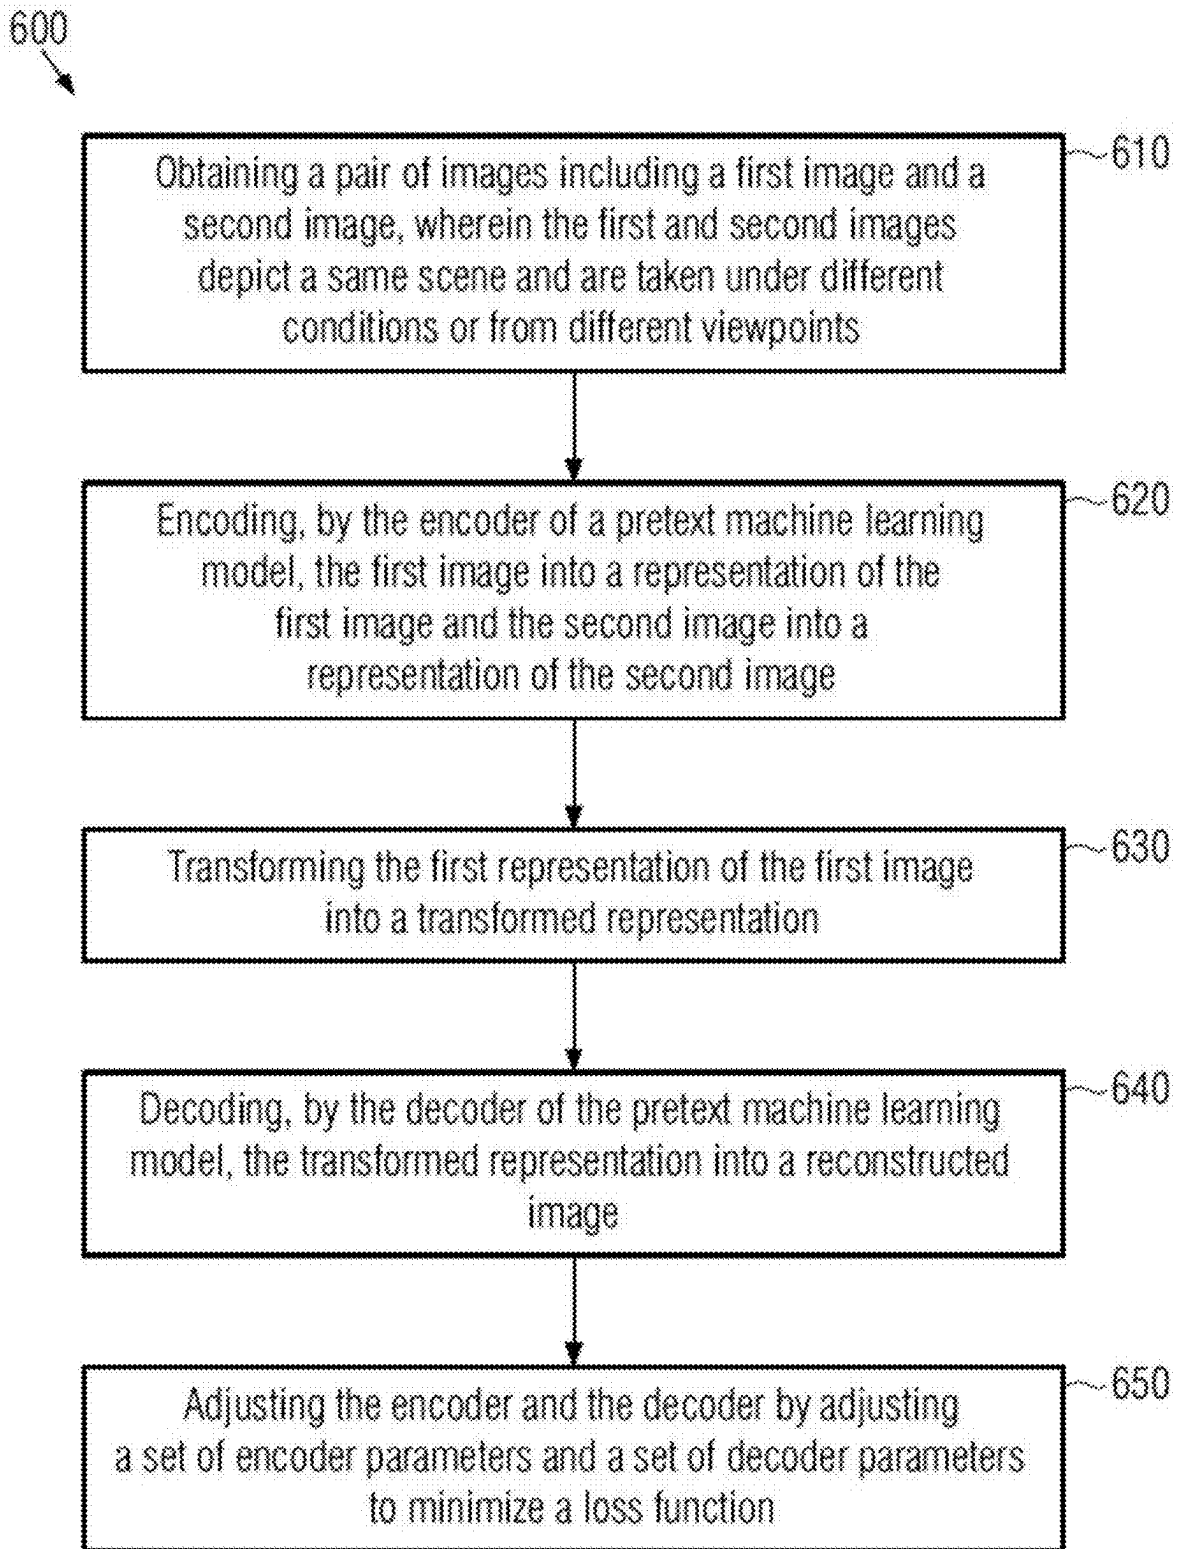 600
610
Obtaining a pair of images including a first image and a
second image, wherein the first and second images
depict a same scene and are taken under different
conditions or from different viewpoints
620
Encoding, by the encoder of a pretext machine learning
model, the first image into a representation of the
first image and the second image into a
representation of the second image
630
Transforming the first representation of the first image
into a transformed representation
640
Decoding, by the decoder of the pretext machine learning
model, the transformed representation into a reconstructed
image
650
Adjusting the encoder and the decoder by adjusting
a set of encoder parameters and a set of decoder parameters
to minimize a loss function